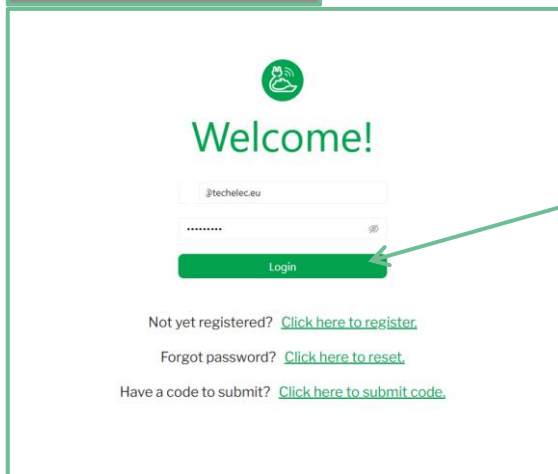 Welcome!
@techelec.eu
•••••••••
Login
Not yet registered? Click here to register.
Forgot password? Click here to reset.
Have a code to submit? Click here to submit code.